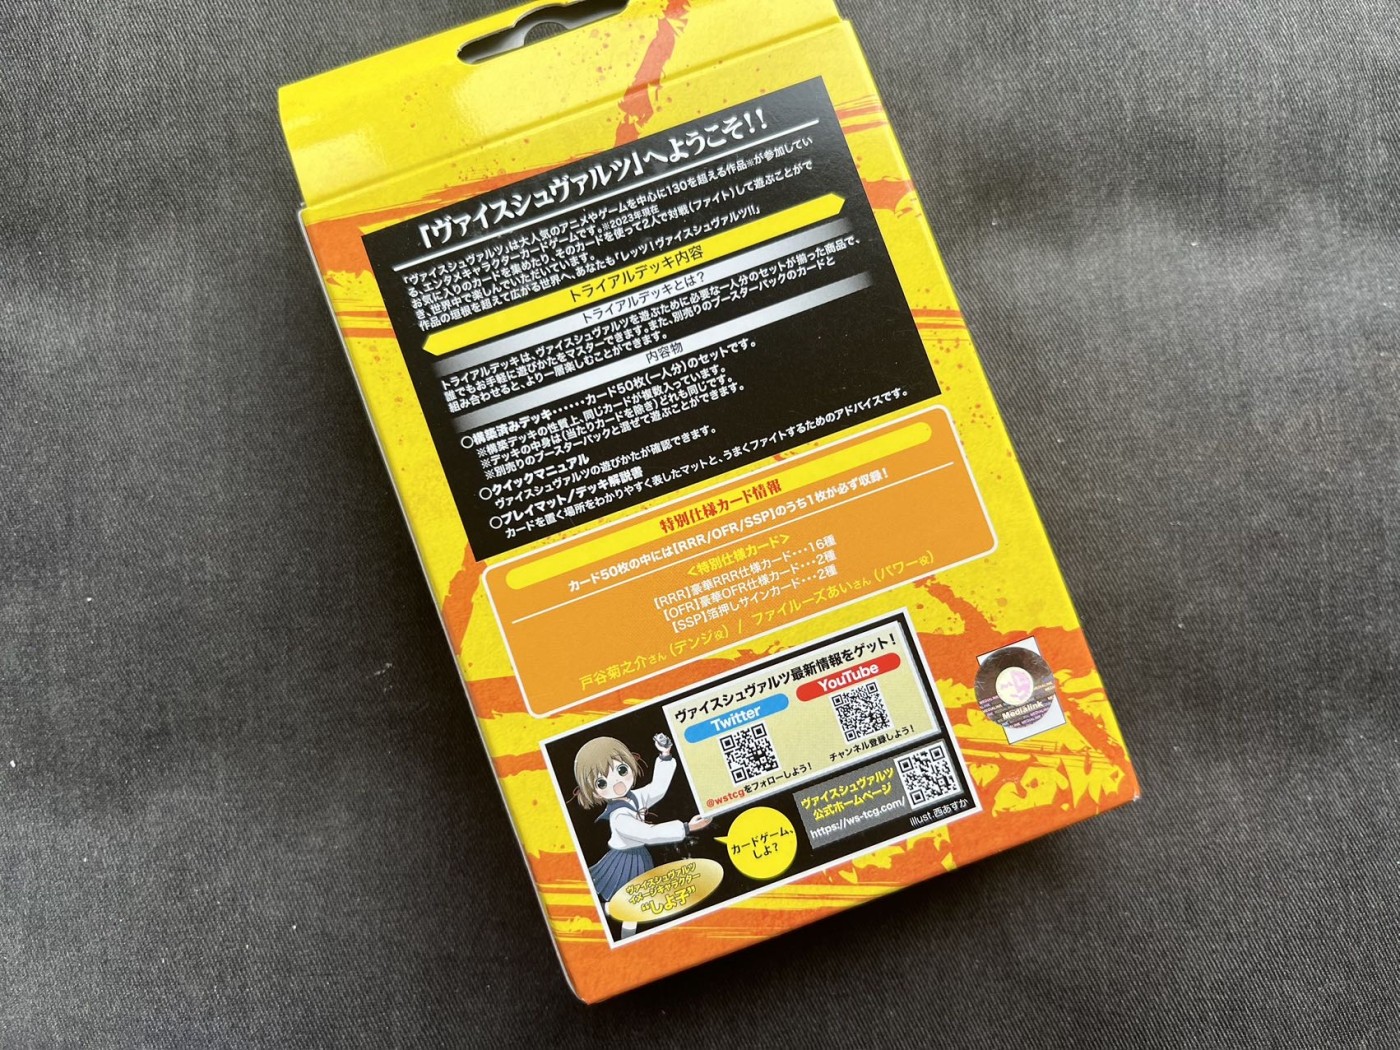 「ヴァイスシュヴァルツ」へようこそ!!
「ヴァイスシュヴァルツ」は大人気のアニメやゲームを中心に130を超える作品※が参加してい
る、エンタメキャラクターカードゲームです。※2023年現在
お気に入りのカードを集めたり、そのカードを使って2人で対戦(ファイト)して遊ぶことがで
き、世界中で楽しんでいただいています。
作品の垣根を超えて広がる世界へ、あなたも「レッツ!ヴァイスシュヴァルツ!!」
トライアルデッキ内容
トライアルデッキとは?
トライアルデッキは、ヴァイスシュヴァルツを遊ぶために必要な一人分のセットが揃った商品で、
誰でもお手軽に遊びかたをマスターできます。また、別売りのブースターパックのカードと
組み合わせると、より一層楽しむことができます。
内容物
○構築済みデッキ・・・・・・カード50枚(一人分)のセットです。
※構築デッキの性質上、同じカードが複数入っています。
※デッキの中身は(当たりカードを除き)どれも同じです。
※別売りのブースターパックと混ぜて遊ぶことができます。
○クイックマニュアル
ヴァイスシュヴァルツの遊びかたが確認できます。
○プレイマット/デッキ解説書
カードを置く場所をわかりやすく表したマットと、うまくファイトするためのアドバイスです。
特別仕様カード情報
カード50枚の中には[RRR/OFR/SSP]のうち1枚が必ず収録!
<特別仕様カード>
[RRR]豪華RRR仕様カード・・・16種
[OFR]豪華OFR仕様カード・・・2種
[SSP]箔押しサインカード・・・2種
戸谷菊之介さん(デンジ役) / ファイルーズあいさん(パワー役)
ヴァイスシュヴァルツ最新情報をゲット!
Twitter
YouTube
@wstcgをフォローしよう!
チャンネル登録しよう!
ヴァイスシュヴァルツ
公式ホームページ
https://ws-tcg.com/
カードゲーム、
しよ?
ヴァイスシュヴァルツ
イメージキャラクター
"しよ子"
illust.西あすか
Medialink